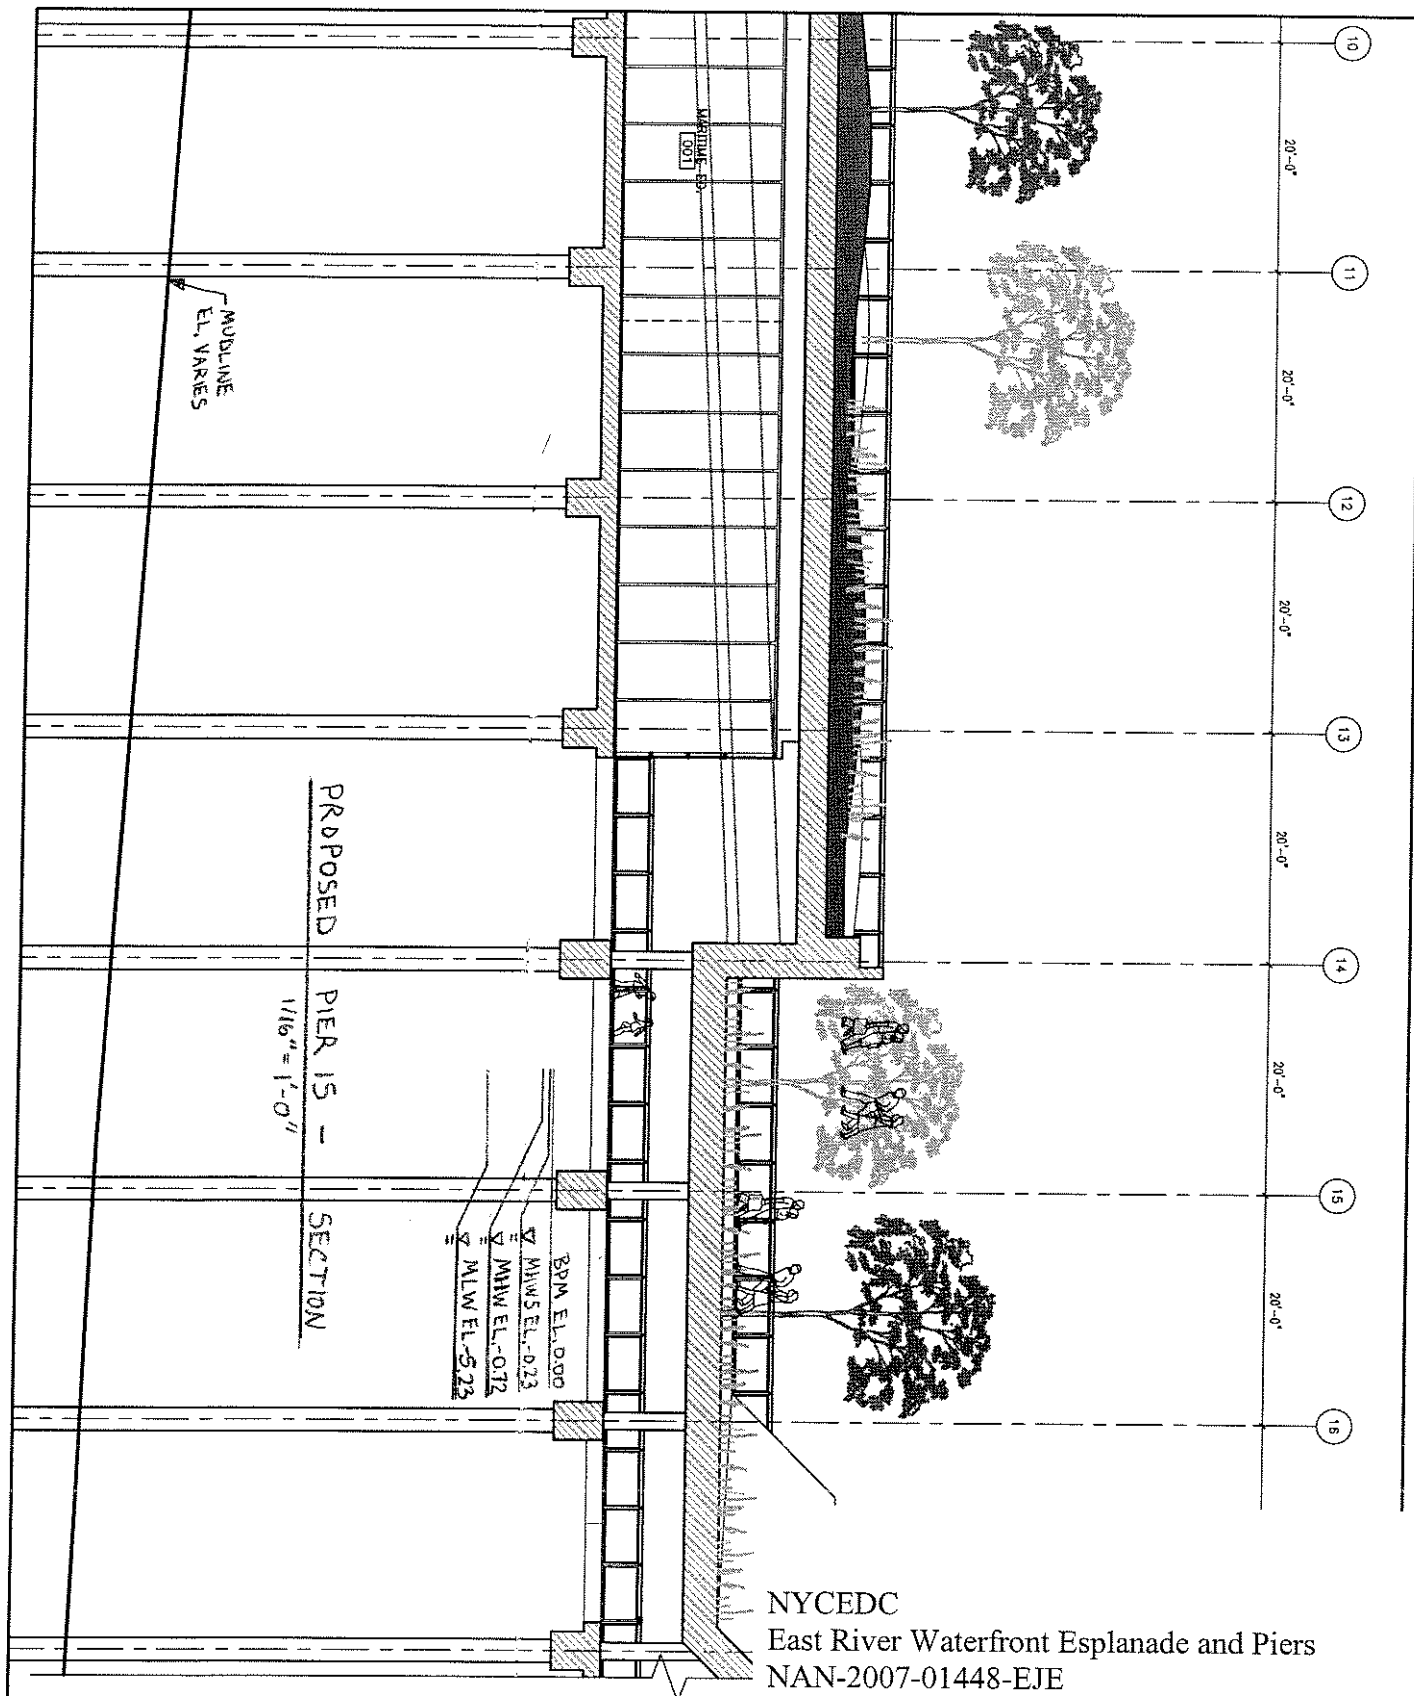 10
20'-0"
11
20'-0"
12
20'-0"
13
20'-0"
14
20'-0"
15
20'-0"
16
MARITIME ED.
001
MUDLINE
EL. VARIES
PROPOSED PIER 15 - SECTION
1/16" = 1'-0"
BPM EL. 0.00
MHWS EL. -0.23
MHW EL. -0.72
MLW EL. -5.23
NYCEDC
East River Waterfront Esplanade and Piers
NAN-2007-01448-EJE